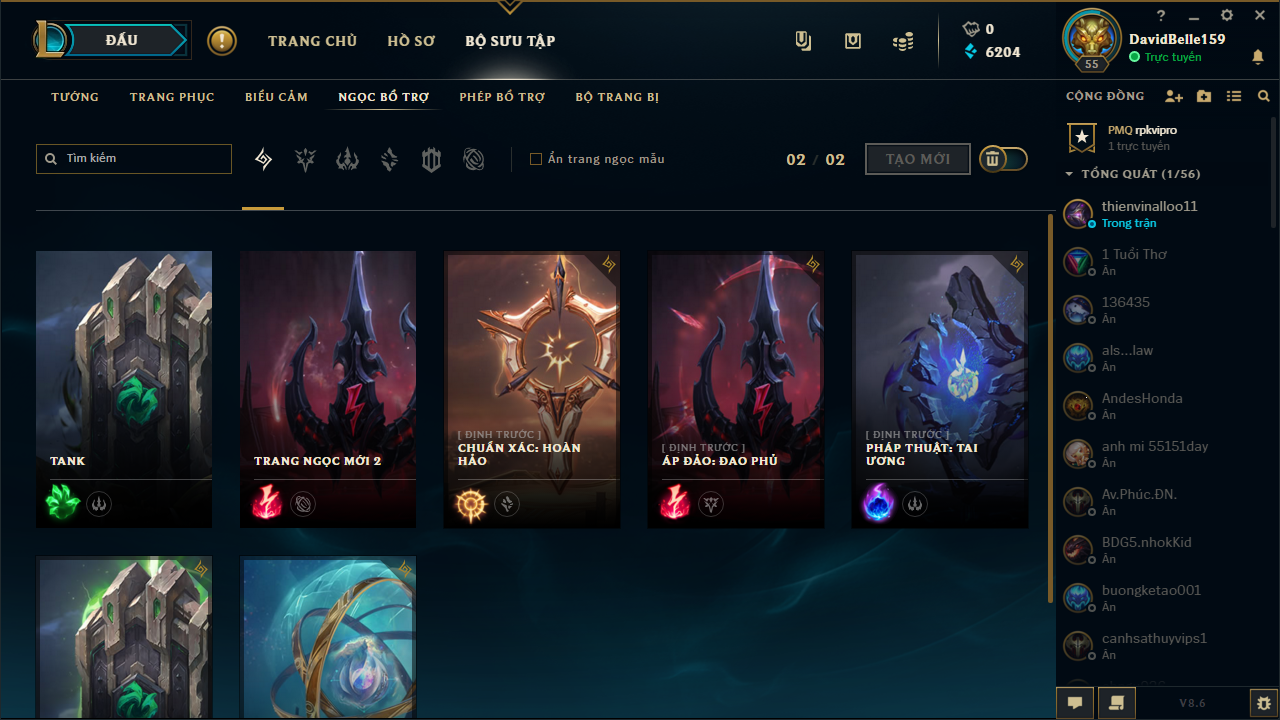 ĐẤU
TRANG CHỦ
HỒ SƠ
BỘ SƯU TẬP
0
6204
55
DavidBelle159
Trực tuyến
TƯỚNG
TRANG PHỤC
BIỂU CẢM
NGỌC BỔ TRỢ
PHÉP BỔ TRỢ
BỘ TRANG BỊ
Tìm kiếm
Ẩn trang ngọc mẫu
02 / 02
TẠO MỚI
TANK
TRANG NGỌC MỚI 2
[ ĐỊNH TRƯỚC ]
CHUẨN XÁC: HOÀN
HẢO
[ ĐỊNH TRƯỚC ]
ÁP ĐẢO: ĐAO PHỦ
[ ĐỊNH TRƯỚC ]
PHÁP THUẬT: TAI
ƯƠNG
CỘNG ĐỒNG
PMQ rpkvipro
1 trực tuyến
TỔNG QUÁT (1/56)
thienvinalloo11
Trong trận
1 Tuổi Thơ
Ẩn
136435
Ẩn
als...law
Ẩn
AndesHonda
Ẩn
anh mi 55151day
Ẩn
Av.Phúc.ĐN.
Ẩn
BDG5.nhokKid
Ẩn
buongketao001
Ẩn
canhsathuyvips1
Ẩn
V8.6